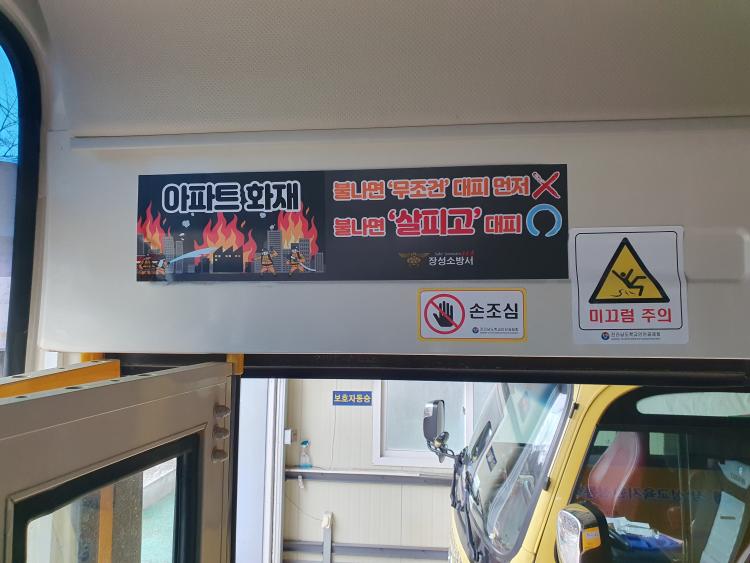 아파트 화재
불나면 '무조건' 대피 먼저
불나면 '살피고' 대피
장성소방서
손조심
미끄럼 주의
보호자동승